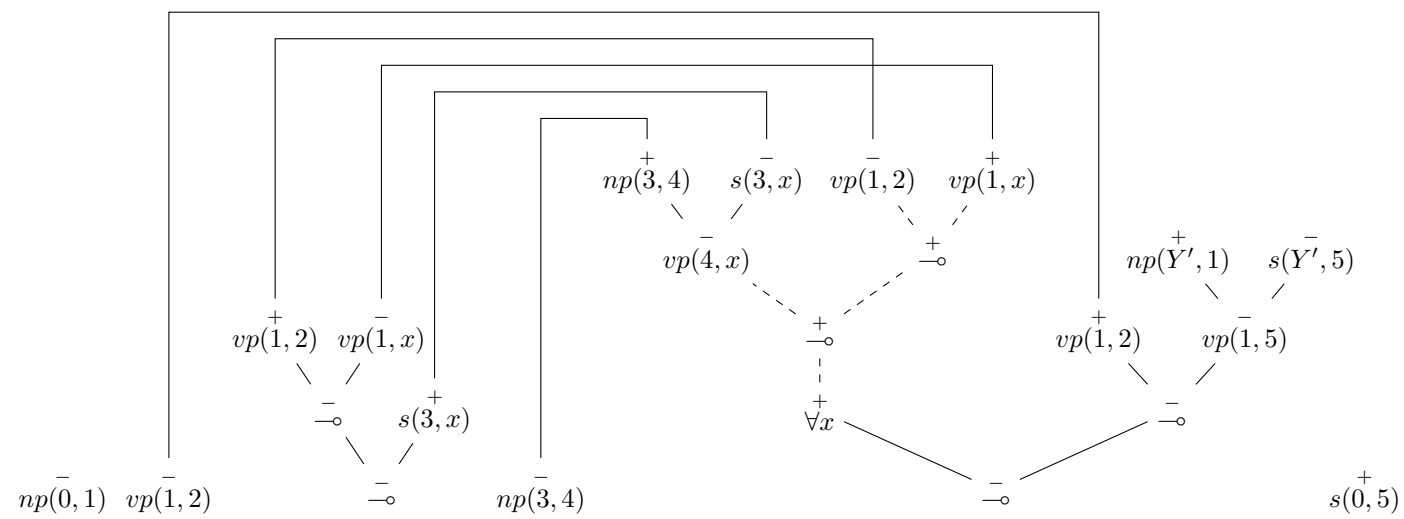 + − − +
np(3,4) s(3,x) vp(1,2) vp(1,x)
− + + −
vp(4,x) ⊸ np(Y′,1) s(Y′,5)
+ − + + −
vp(1,2) vp(1,x) ⊸ vp(1,2) vp(1,5)
− + + −
⊸ s(3,x) ∀x ⊸
− − − − − +
np(0,1) vp(1,2) ⊸ np(3,4) ⊸ s(0,5)